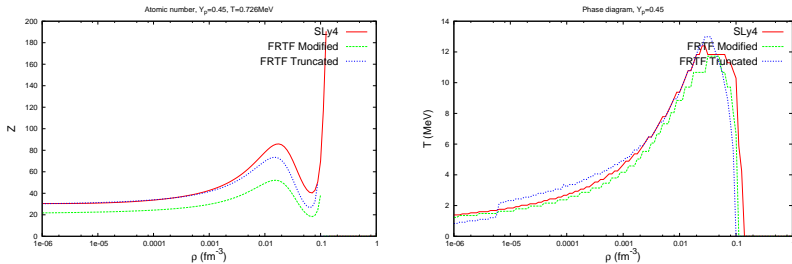 Atomic number, Yp=0.45, T=0.726MeV
SLy4
FRTF Modified
FRTF Truncated
Z
200
180
160
140
120
100
80
60
40
20
0
1e-06 1e-05 0.0001 0.001 0.01 0.1 1
ρ (fm-3)
Phase diagram, Yp=0.45
SLy4
FRTF Modified
FRTF Truncated
T (MeV)
14
12
10
8
6
4
2
0
1e-06 1e-05 0.0001 0.001 0.01 0.1 1
ρ (fm-3)